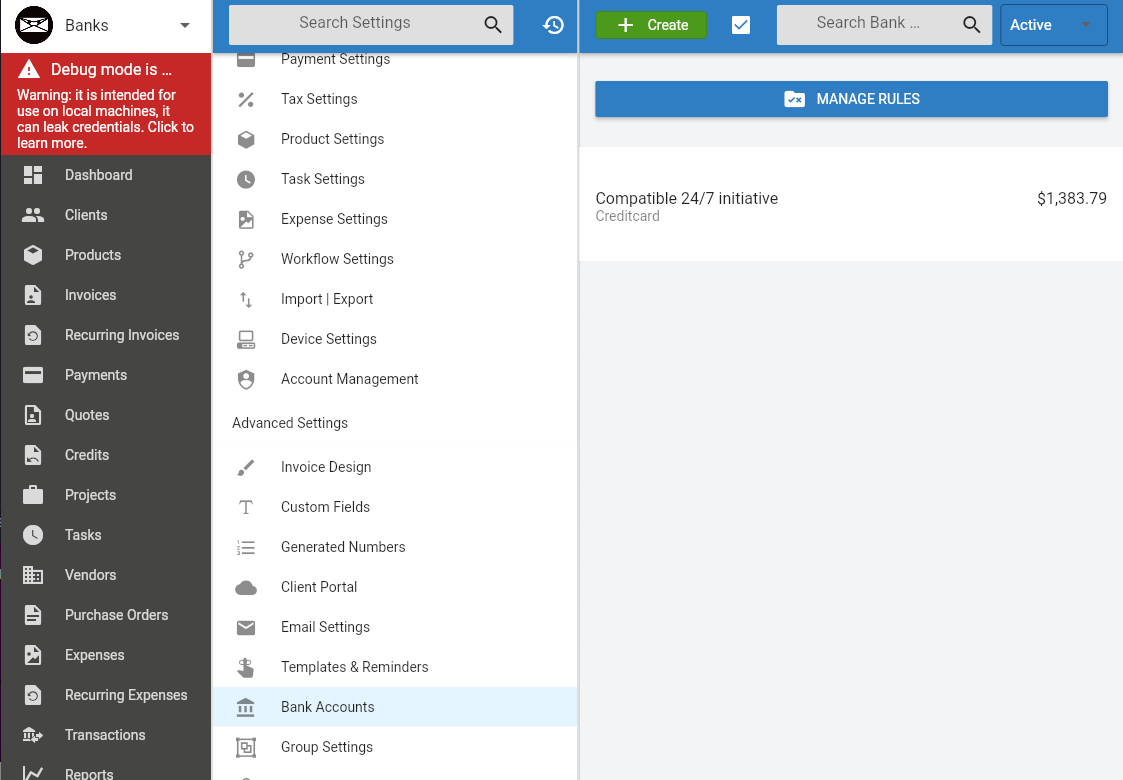 Banks
Debug mode is ...
Warning: it is intended for
use on local machines, it
can leak credentials. Click to
learn more.
Dashboard
Clients
Products
Invoices
Recurring Invoices
Payments
Quotes
Credits
Projects
Tasks
Vendors
Purchase Orders
Expenses
Recurring Expenses
Transactions
Reports
Search Settings
Payment Settings
Tax Settings
Product Settings
Task Settings
Expense Settings
Workflow Settings
Import | Export
Device Settings
Account Management
Advanced Settings
Invoice Design
Custom Fields
Generated Numbers
Client Portal
Email Settings
Templates & Reminders
Bank Accounts
Group Settings
Create
Search Bank ...
Active
MANAGE RULES
Compatible 24/7 initiative $1,383.79
Creditcard